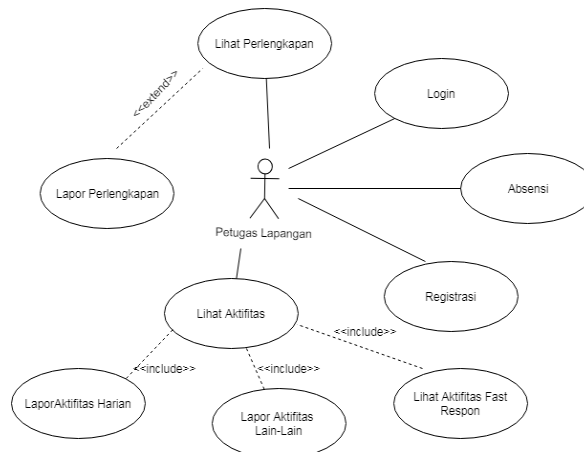 Lihat Perlengkapan
<<extend>>
Login
Lapor Perlengkapan
Absensi
Petugas Lapangan
Registrasi
Lihat Aktifitas
<<include>>
<<include>>
<<include>>
LaporAktifitas Harian
Lapor Aktifitas
Lain-Lain
Lihat Aktifitas Fast
Respon